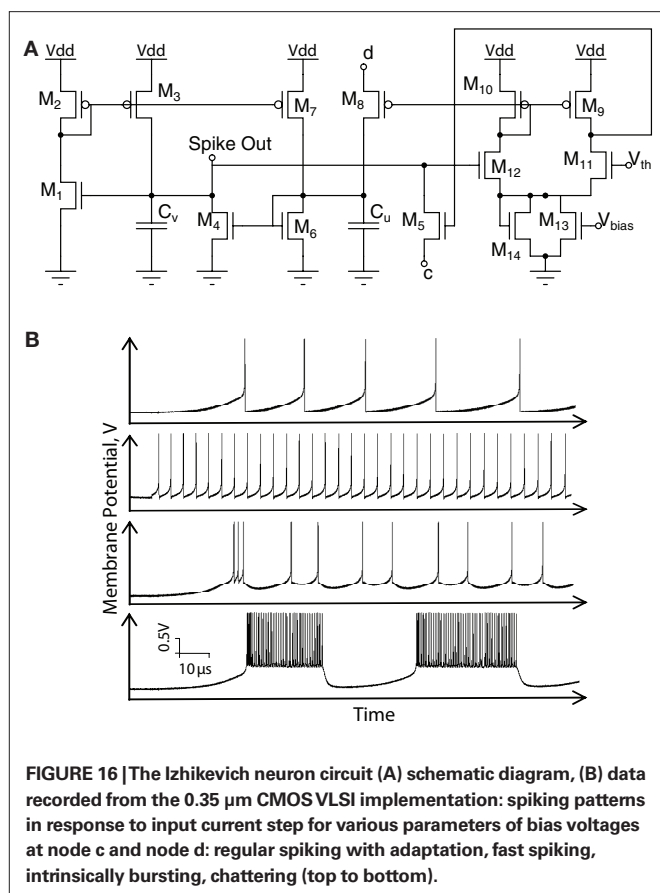 A
Vdd Vdd Vdd d Vdd Vdd
M2 M3 M7 M8 M10 M9
Spike Out
M12 M11 Vth
M1 Cv M4 M6 Cu M5 M14 M13 Vbias
c
B
Membrane Potential, V
0.5V
10 µs
Time
FIGURE 16 | The Izhikevich neuron circuit (A) schematic diagram, (B) data
recorded from the 0.35 µm CMOS VLSI implementation: spiking patterns
in response to input current step for various parameters of bias voltages
at node c and node d: regular spiking with adaptation, fast spiking,
intrinsically bursting, chattering (top to bottom).